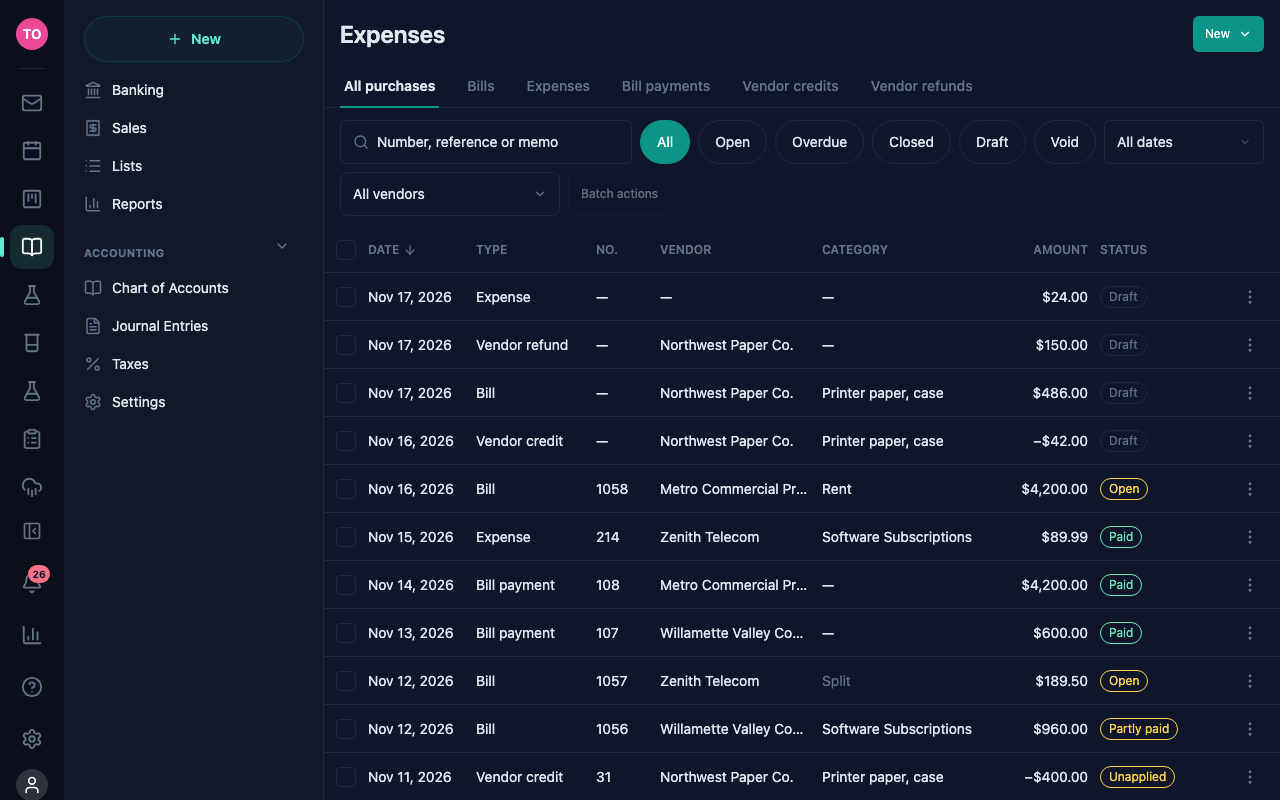 TO
New
Banking
Sales
Lists
Reports
ACCOUNTING
Chart of Accounts
Journal Entries
Taxes
Settings
26
Expenses
New
All purchases Bills Expenses Bill payments Vendor credits Vendor refunds
Number, reference or memo All Open Overdue Closed Draft Void All dates
All vendors Batch actions
DATE TYPE NO. VENDOR CATEGORY AMOUNT STATUS
Nov 17, 2026 Expense — — — $24.00 Draft
Nov 17, 2026 Vendor refund — Northwest Paper Co. — $150.00 Draft
Nov 17, 2026 Bill — Northwest Paper Co. Printer paper, case $486.00 Draft
Nov 16, 2026 Vendor credit — Northwest Paper Co. Printer paper, case −$42.00 Draft
Nov 16, 2026 Bill 1058 Metro Commercial Pr... Rent $4,200.00 Open
Nov 15, 2026 Expense 214 Zenith Telecom Software Subscriptions $89.99 Paid
Nov 14, 2026 Bill payment 108 Metro Commercial Pr... — $4,200.00 Paid
Nov 13, 2026 Bill payment 107 Willamette Valley Co... — $600.00 Paid
Nov 12, 2026 Bill 1057 Zenith Telecom Split $189.50 Open
Nov 12, 2026 Bill 1056 Willamette Valley Co... Software Subscriptions $960.00 Partly paid
Nov 11, 2026 Vendor credit 31 Northwest Paper Co. Printer paper, case −$400.00 Unapplied